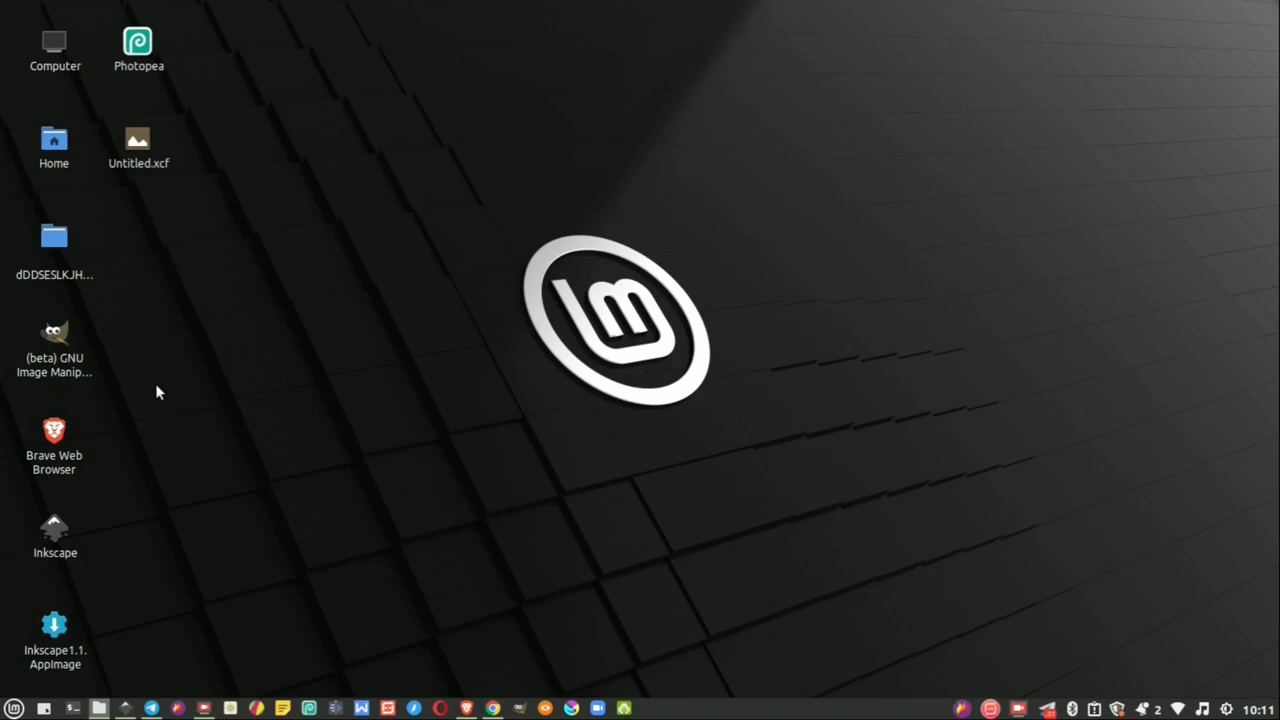 Computer
Photopea
Home
Untitled.xcf
dDDSESLKJH...
(beta) GNU
Image Manip...
Brave Web
Browser
Inkscape
Inkscape1.1.
AppImage
2
10:11